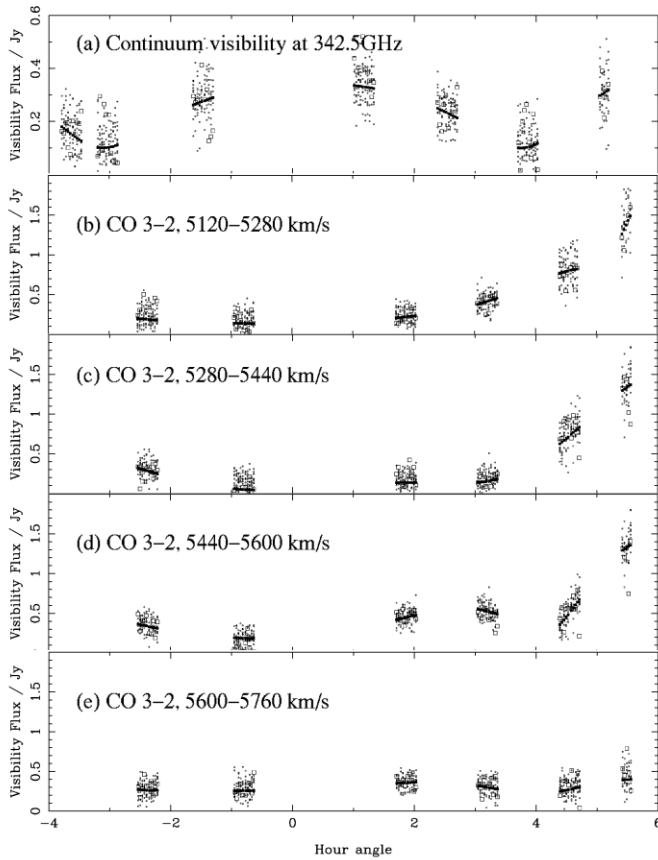 0.6
(a) Continuum visibility at 342.5GHz
0.4
0.2
Visibility Flux / Jy
(b) CO 3–2, 5120–5280 km/s
1.5
1
0.5
Visibility Flux / Jy
(c) CO 3–2, 5280–5440 km/s
1.5
1
0.5
Visibility Flux / Jy
(d) CO 3–2, 5440–5600 km/s
1.5
1
0.5
Visibility Flux / Jy
(e) CO 3–2, 5600–5760 km/s
1.5
1
0.5
0
Visibility Flux / Jy
−4 −2 0 2 4 6
Hour angle